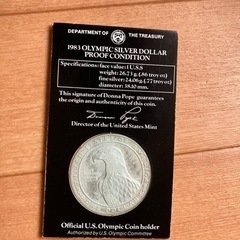 DEPARTMENT OF THE TREASURY
1983 OLYMPIC SILVER DOLLAR
PROOF CONDITION
Specifications: face value: 1 U.S $
weight: 26.73 g. (.86 troy oz)
fine silver: 24.06 g. (.77 troy oz)
diameter: 38.10 mm.
This signature of Donna Pope guarantees
the origin and authenticity of this coin.
Donna Pope
Director of the United States Mint
Official U.S. Olympic Coin holder
Authorized by U.S. Olympic Committee